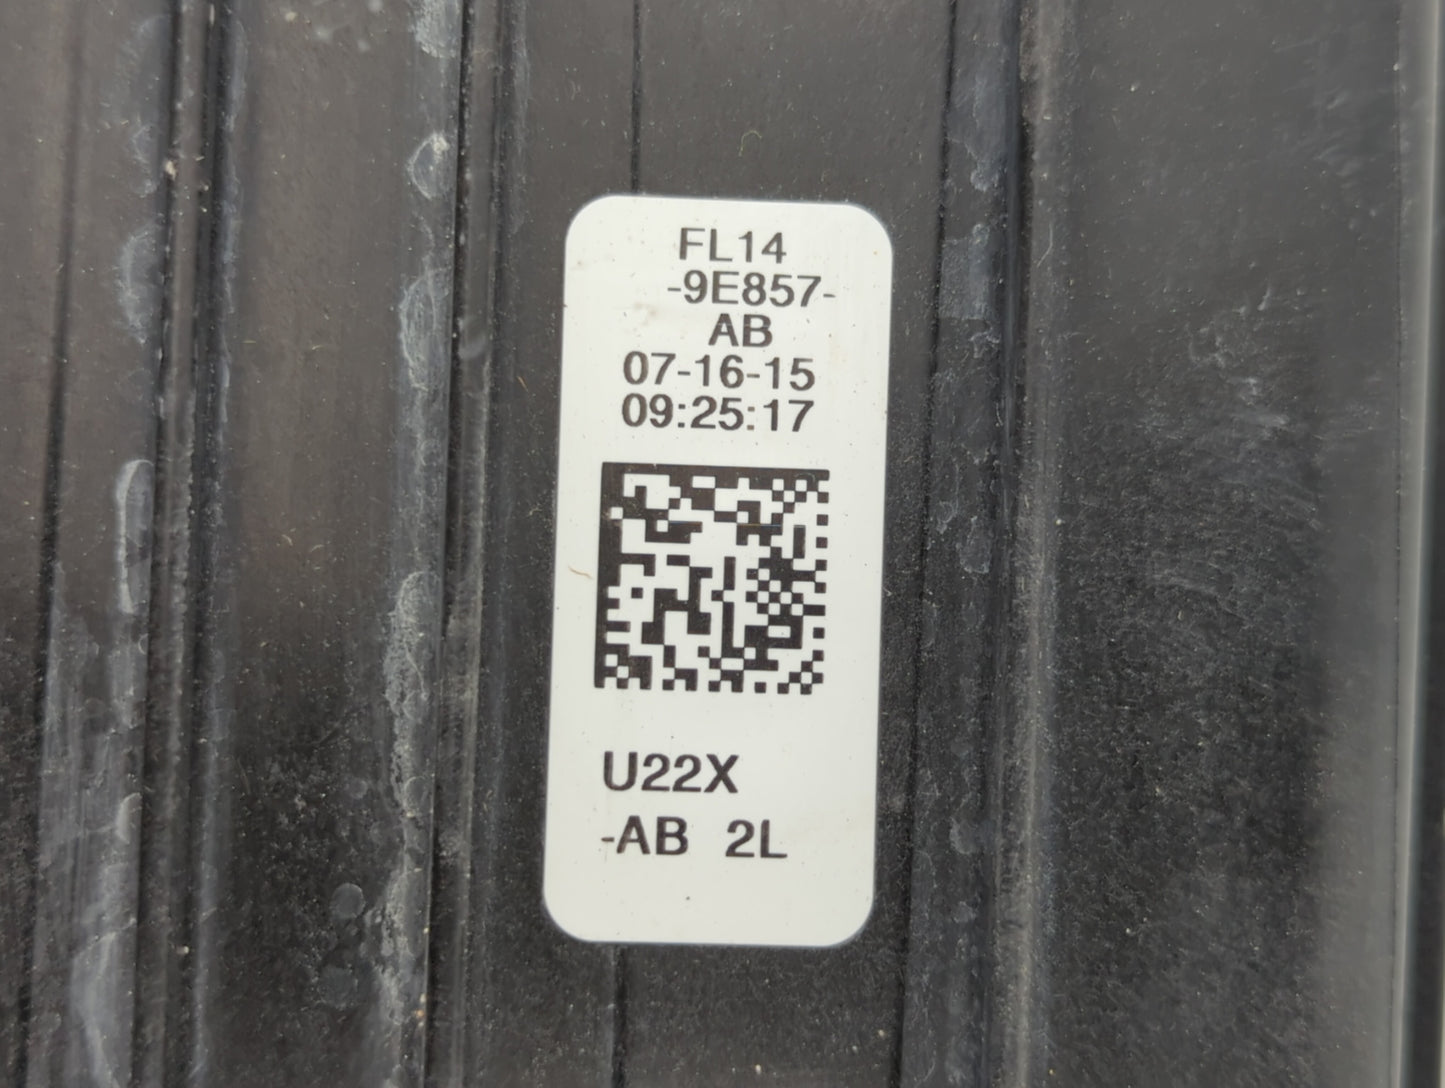 FL14
-9E857-
AB
07-16-15
09:25:17
U22X
-AB 2L